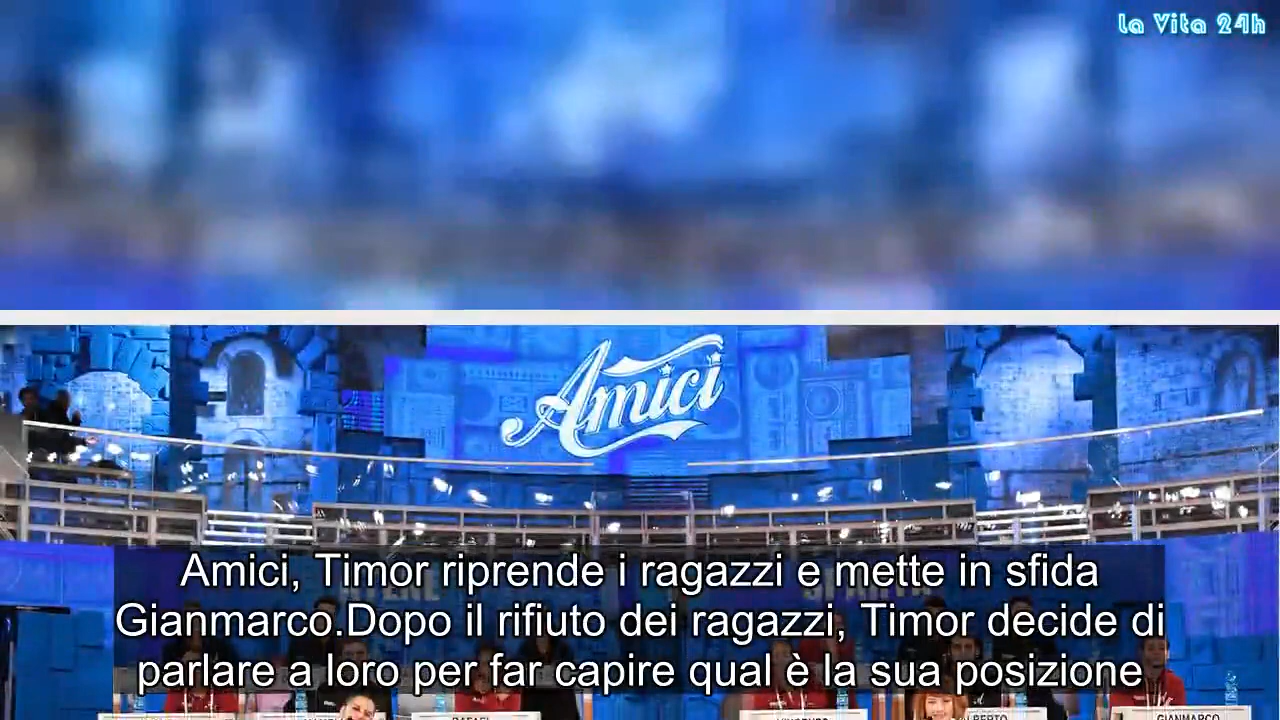 La Vita 24h
Amici
Amici, Timor riprende i ragazzi e mette in sfida
Gianmarco.Dopo il rifiuto dei ragazzi, Timor decide di
parlare a loro per far capire qual è la sua posizione
GIANMARCO